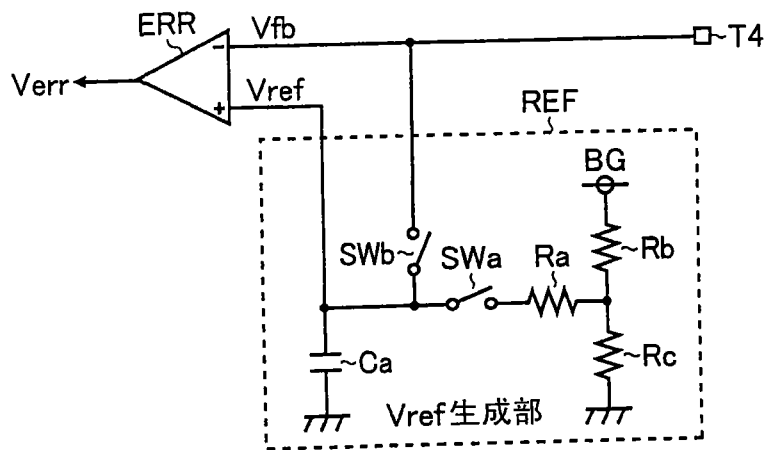 ERR
Vfb
T4
Verr
Vref
−
+
REF
BG
SWb
SWa
Ra
Rb
Ca
Rc
Vref生成部